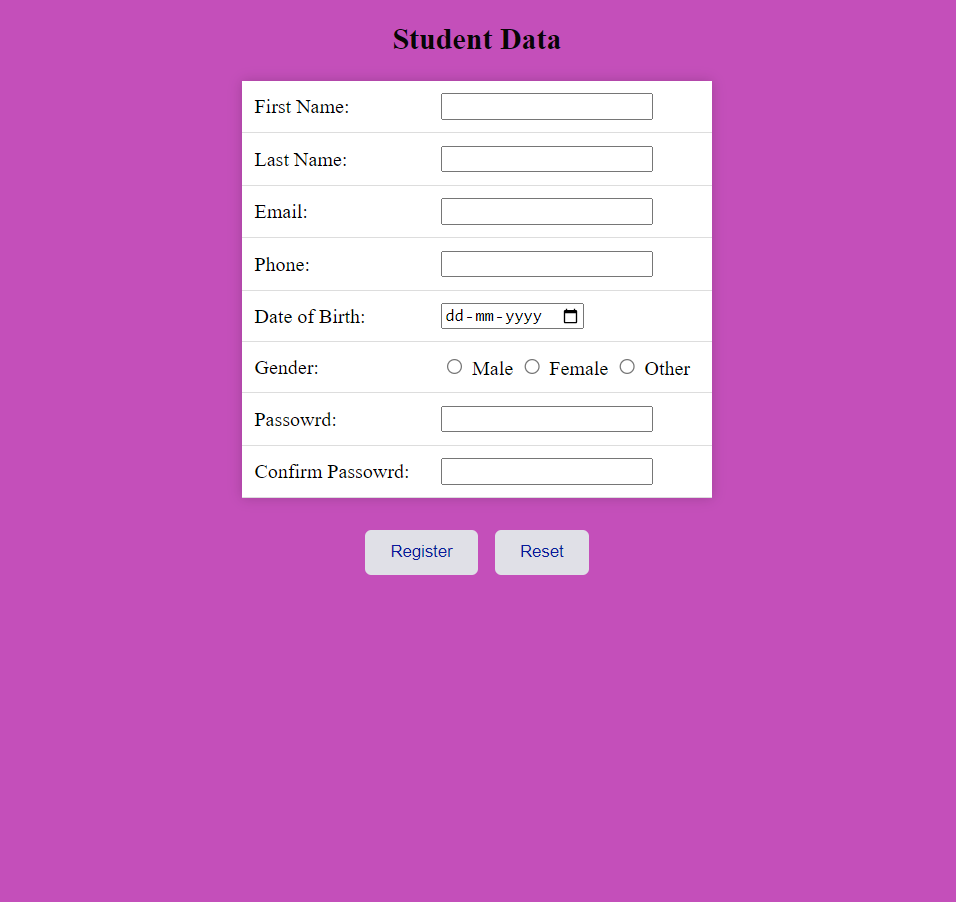 Student Data
First Name:
Last Name:
Email:
Phone:
Date of Birth: dd-mm-yyyy
Gender: Male Female Other
Passowrd:
Confirm Passowrd:
Register Reset